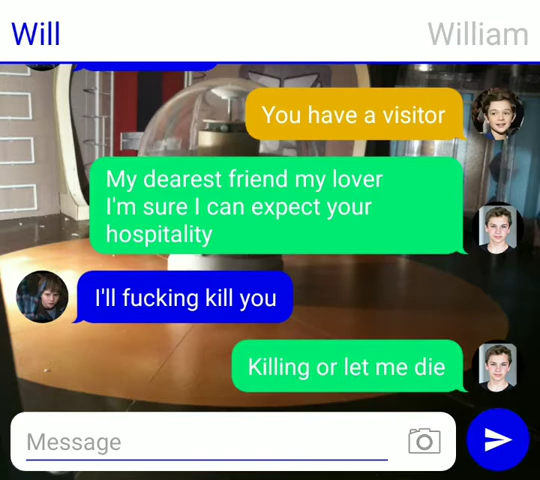 Will
William
You have a visitor
My dearest friend my lover
I'm sure I can expect your
hospitality
I'll fucking kill you
Killing or let me die
Message